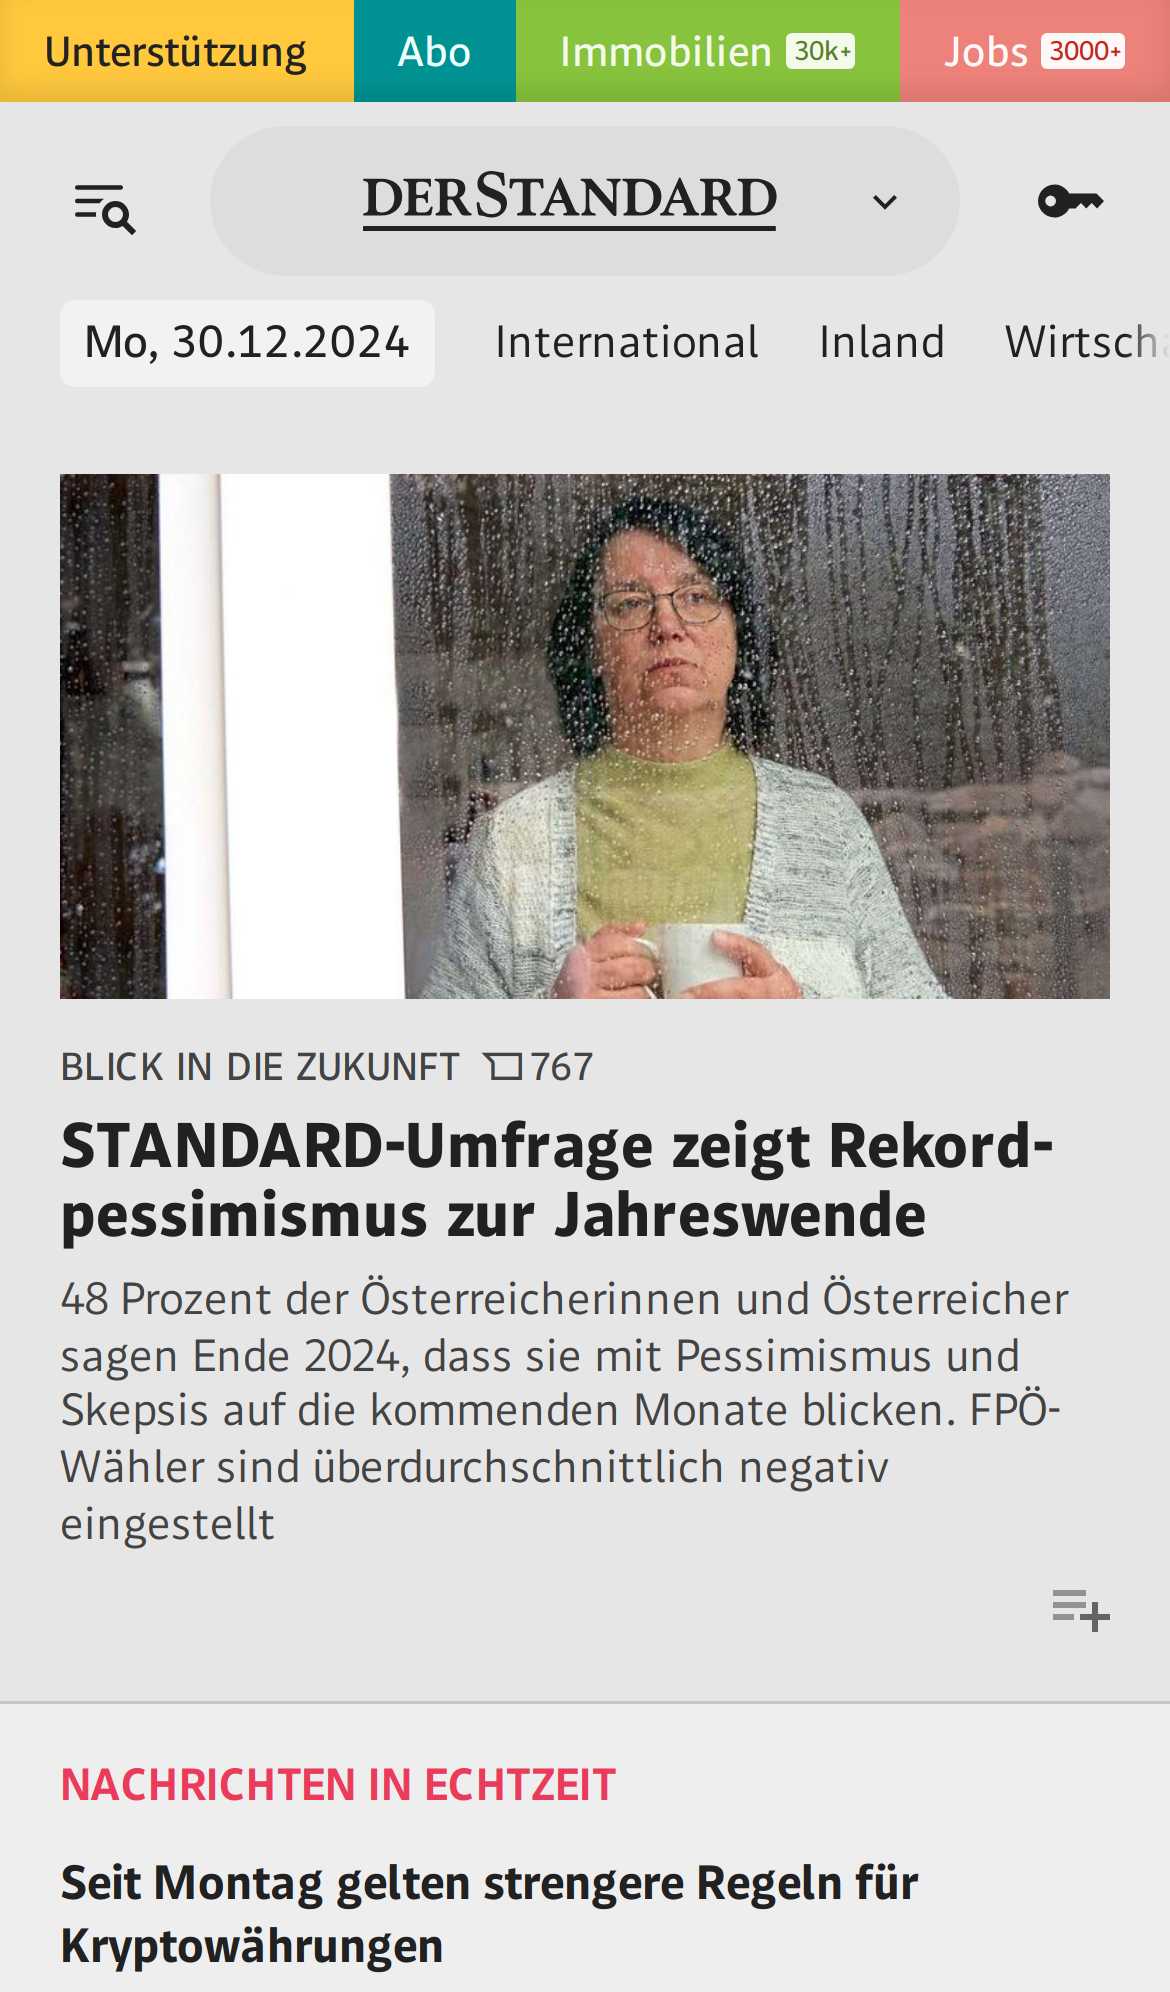 Unterstützung
Abo
Immobilien 30k+
Jobs 3000+
DERSTANDARD
Mo, 30.12.2024
International
Inland
Wirtscha
BLICK IN DIE ZUKUNFT 767
STANDARD-Umfrage zeigt Rekord-
pessimismus zur Jahreswende
48 Prozent der Österreicherinnen und Österreicher
sagen Ende 2024, dass sie mit Pessimismus und
Skepsis auf die kommenden Monate blicken. FPÖ-
Wähler sind überdurchschnittlich negativ
eingestellt
NACHRICHTEN IN ECHTZEIT
Seit Montag gelten strengere Regeln für
Kryptowährungen